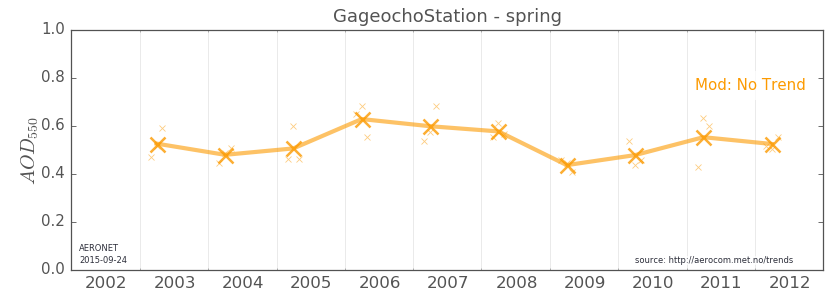 GageochoStation - spring
1.0
0.8
0.6
0.4
0.2
0.0
AOD550
Mod: No Trend
AERONET
2015-09-24
source: http://aerocom.met.no/trends
2002 2003 2004 2005 2006 2007 2008 2009 2010 2011 2012